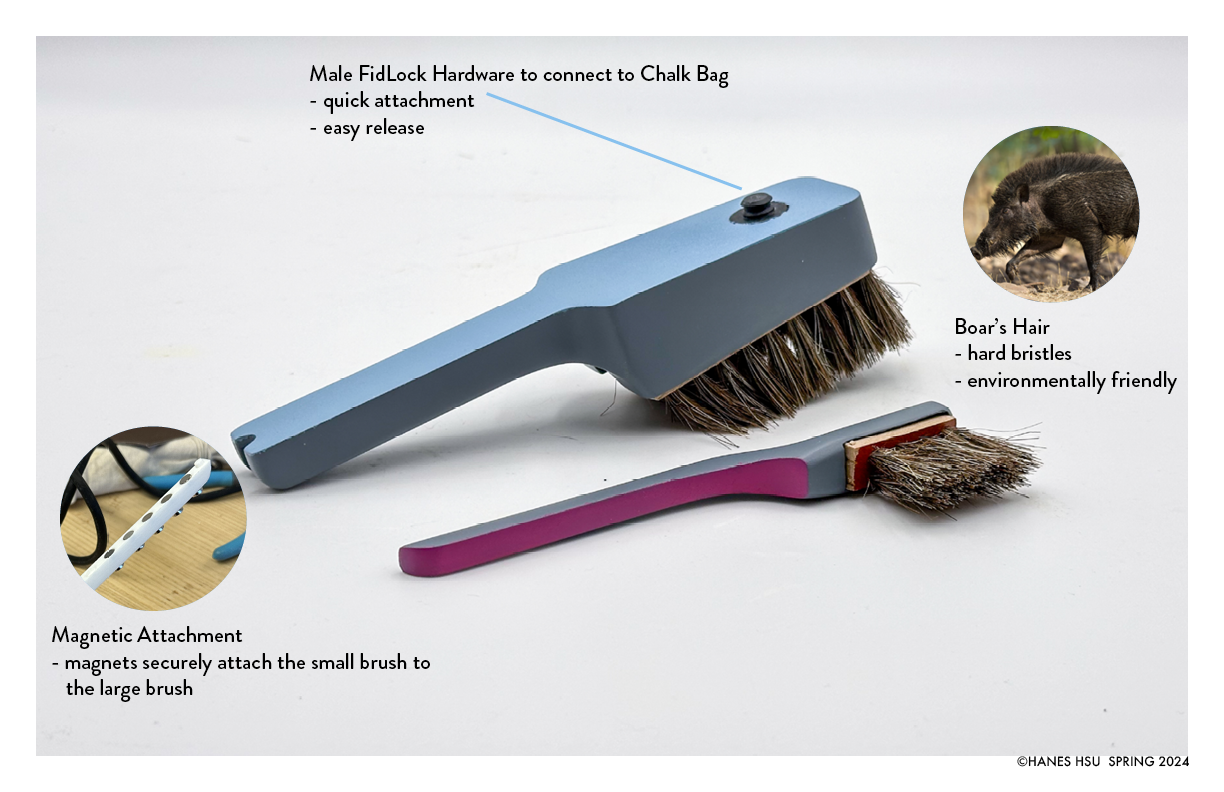 Male FidLock Hardware to connect to Chalk Bag
- quick attachment
- easy release
Boar's Hair
- hard bristles
- environmentally friendly
Magnetic Attachment
- magnets securely attach the small brush to
the large brush
©HANES HSU SPRING 2024